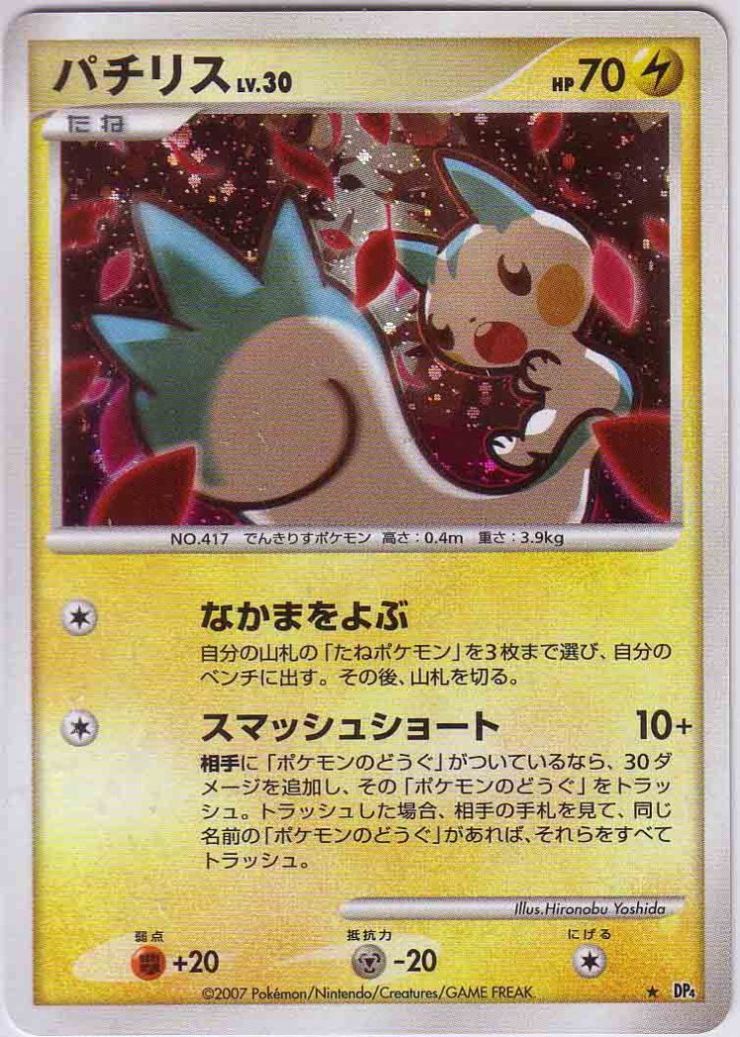 パチリス LV.30 HP 70
たね
NO.417 でんきりすポケモン 高さ：0.4m 重さ：3.9kg
なかまをよぶ
自分の山札の「たねポケモン」を3枚まで選び、自分の
ベンチに出す。その後、山札を切る。
スマッシュショート 10+
相手に「ポケモンのどうぐ」がついているなら、30ダ
メージを追加し、その「ポケモンのどうぐ」をトラッ
シュ。トラッシュした場合、相手の手札を見て、同じ
名前の「ポケモンのどうぐ」があれば、それらをすべて
トラッシュ。
Illus.Hironobu Yoshida
弱点 抵抗力 にげる
+20 -20
©2007 Pokémon/Nintendo/Creatures/GAME FREAK. ★ DP4